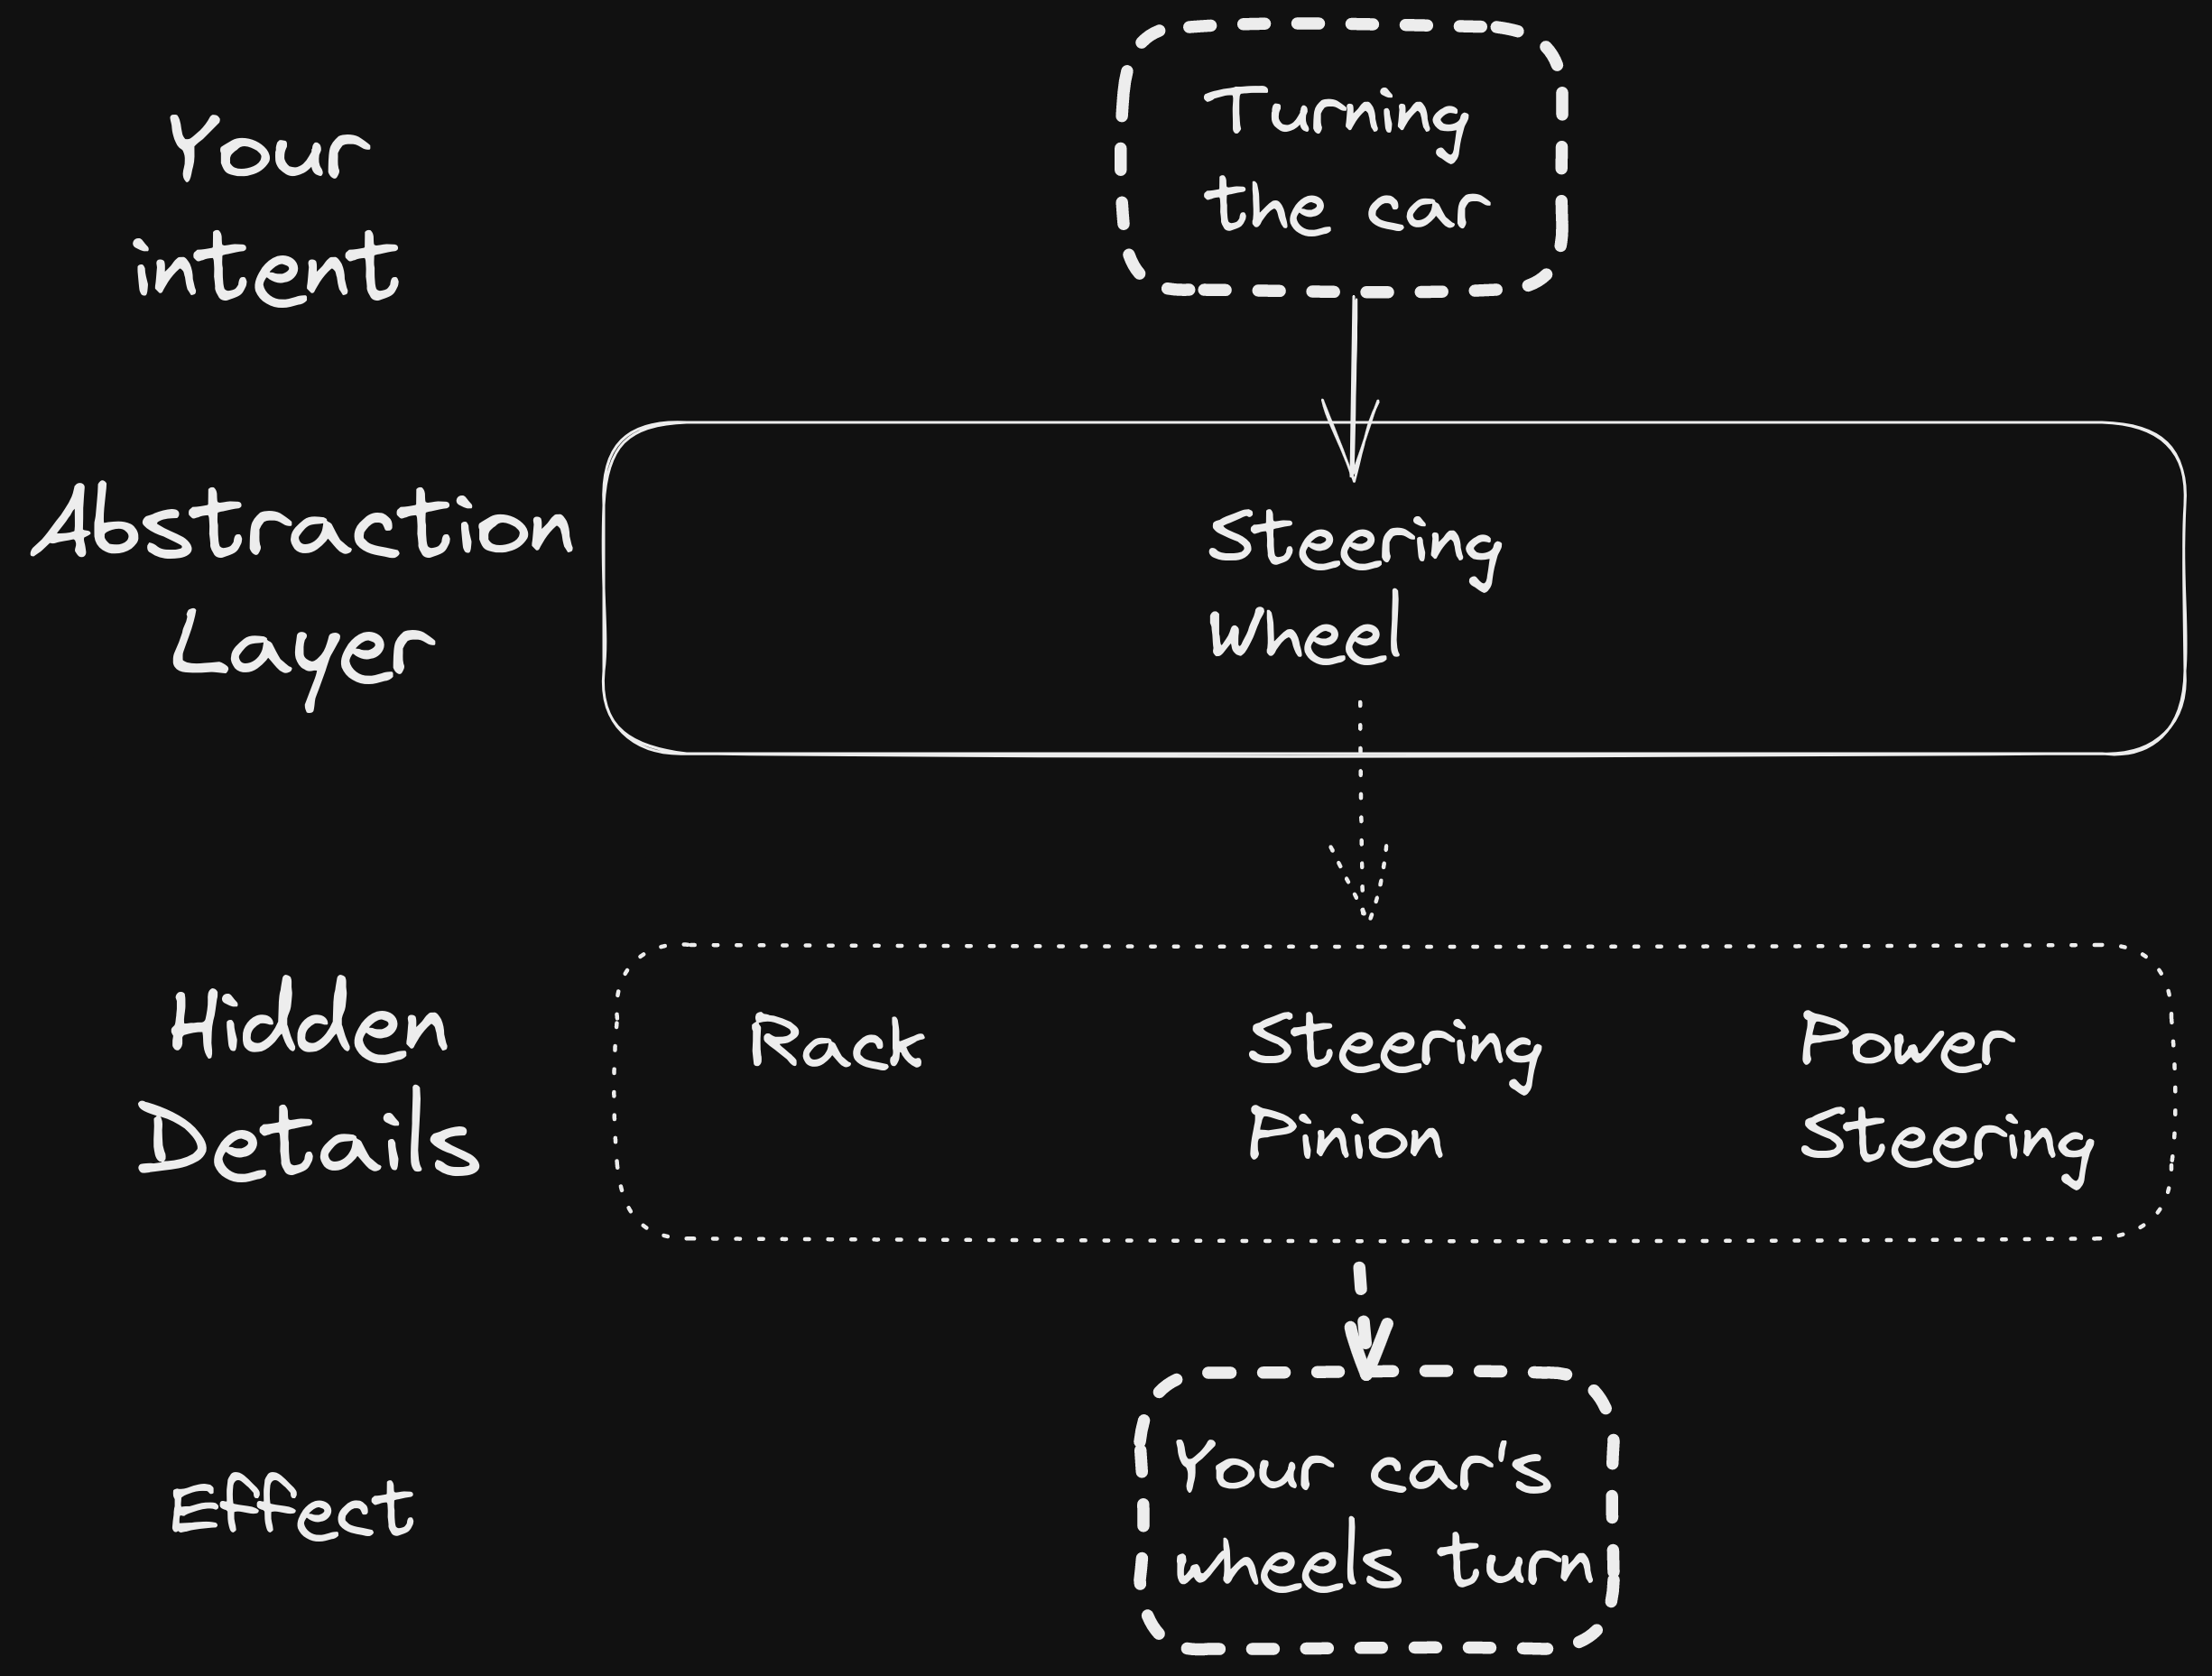 Your
intent
Turning
the car
Abstraction
Layer
Steering
Wheel
Hidden
Details
Rack
Steering
Pinion
Power
Steering
Effect
Your car's
wheels turn